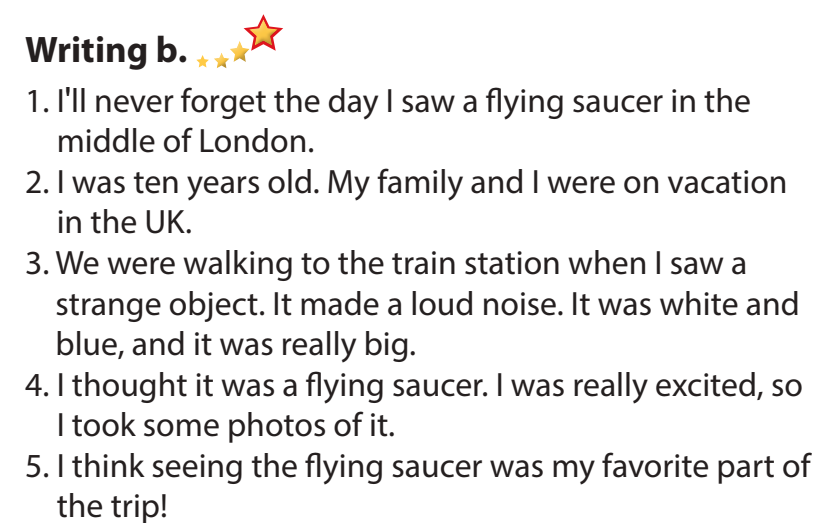 Writing b.
1. I'll never forget the day I saw a flying saucer in the
middle of London.
2. I was ten years old. My family and I were on vacation
in the UK.
3. We were walking to the train station when I saw a
strange object. It made a loud noise. It was white and
blue, and it was really big.
4. I thought it was a flying saucer. I was really excited, so
I took some photos of it.
5. I think seeing the flying saucer was my favorite part of
the trip!